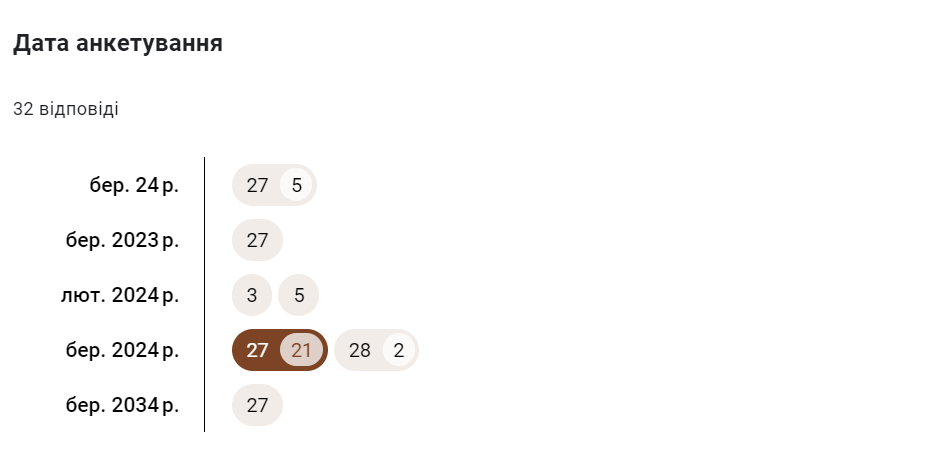 Дата анкетування
32 відповіді
бер. 24 р. 27 5
бер. 2023 р. 27
лют. 2024 р. 3 5
бер. 2024 р. 27 21 28 2
бер. 2034 р. 27